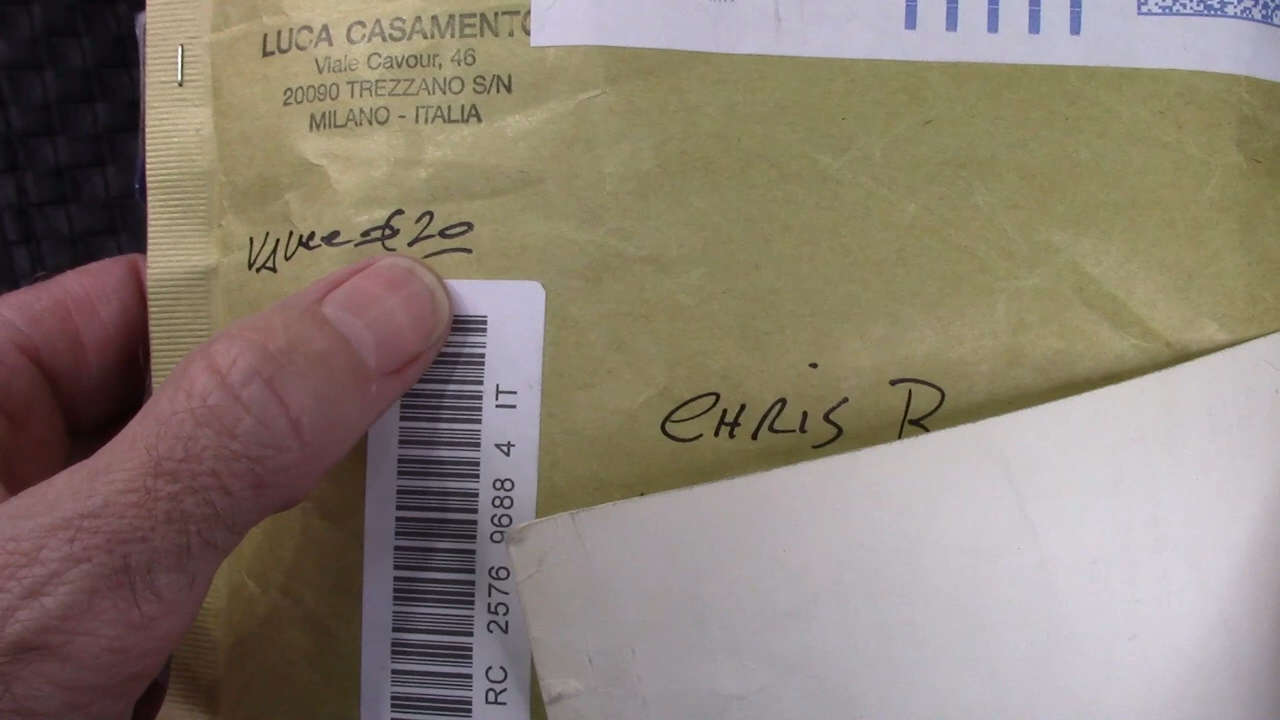 LUCA CASAMENTO
Viale Cavour, 46
20090 TREZZANO S/N
MILANO - ITALIA
VALUE € 20
CHRIS R
RC 2576 9688 4 IT